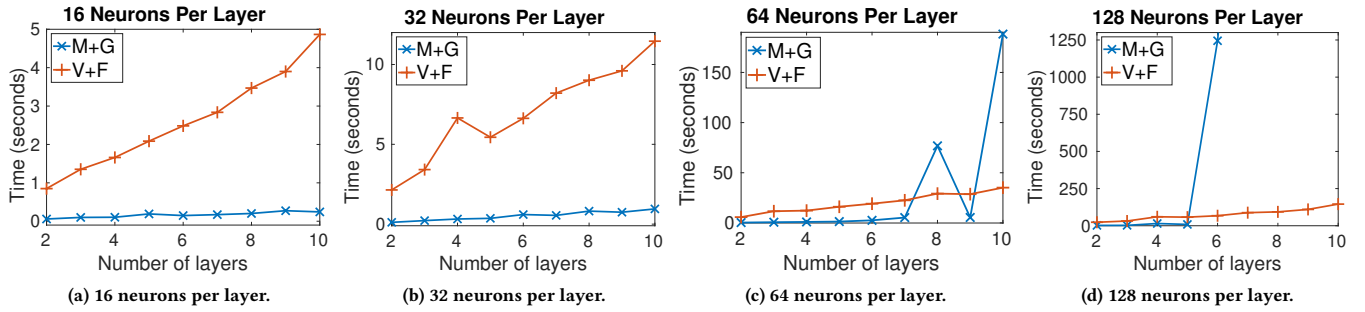 16 Neurons Per Layer
5
4
3
2
1
0
Time (seconds)
M+G
V+F
2
4
6
8
10
Number of layers
(a) 16 neurons per layer.
32 Neurons Per Layer
10
5
0
Time (seconds)
M+G
V+F
2
4
6
8
10
Number of layers
(b) 32 neurons per layer.
64 Neurons Per Layer
150
100
50
0
Time (seconds)
M+G
V+F
2
4
6
8
10
Number of layers
(c) 64 neurons per layer.
128 Neurons Per Layer
1250
1000
750
500
250
0
Time (seconds)
M+G
V+F
2
4
6
8
10
Number of layers
(d) 128 neurons per layer.